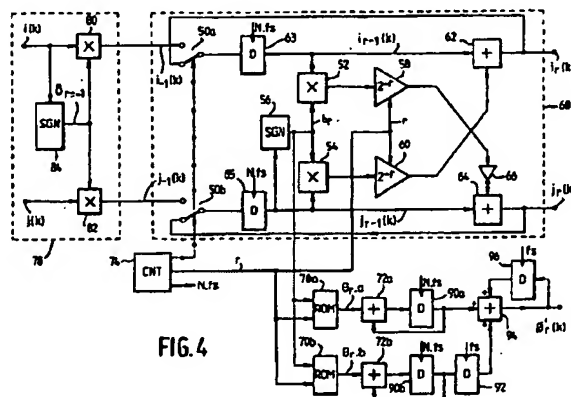 i(k)
80
×
50a
N.fs
63
D
i-1(k)
ir-1(k)
62
+
ir(k)
δr=-1
SGN
84
56
SGN
×
52
58
2-r
68
br
r
×
54
60
2-r
66
j(k)
×
82
j-1(k)
50b
N.fs
65
D
64
+
jr(k)
jr-1(k)
78
74
CNT
r
N.fs
70a
ROM
θr.a
72a
+
N.fs
D
90a
96
D
fs
94
+
ø'r(k)
70b
ROM
θr.b
72b
+
N.fs
D
90b
fs
D
92
FIG.4